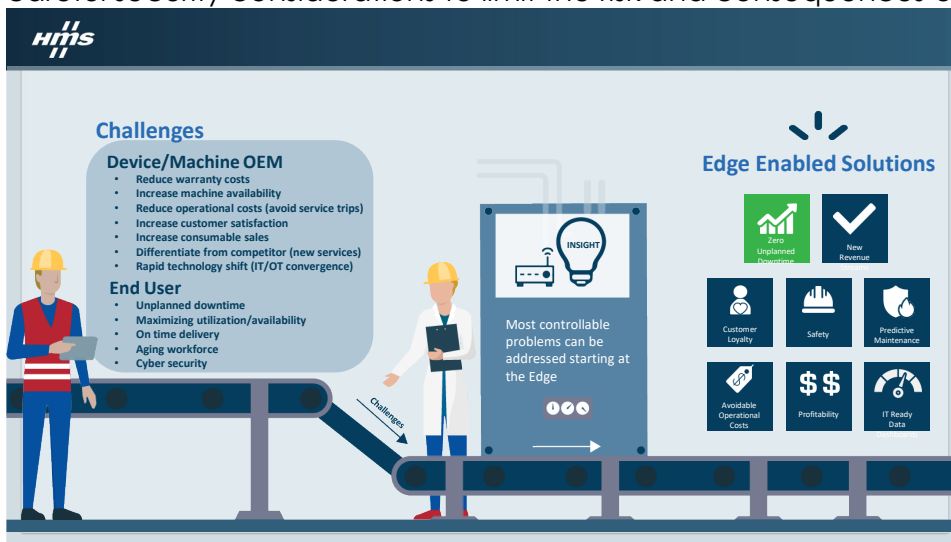 HMS
Challenges
Device/Machine OEM
• Reduce warranty costs
• Increase machine availability
• Reduce operational costs (avoid service trips)
• Increase customer satisfaction
• Increase consumable sales
• Differentiate from competitor (new services)
• Rapid technology shift (IT/OT convergence)
End User
• Unplanned downtime
• Maximizing utilization/availability
• On time delivery
• Aging workforce
• Cyber security
Challenges
INSIGHT
Most controllable
problems can be
addressed starting at
the Edge
Edge Enabled Solutions
Zero
Unplanned
Downtime
New
Revenue
Customer
Loyalty
Safety
Predictive
Maintenance
$
Avoidable
Operational
Costs
$$
Profitability
IT Ready
Data
Dashboards